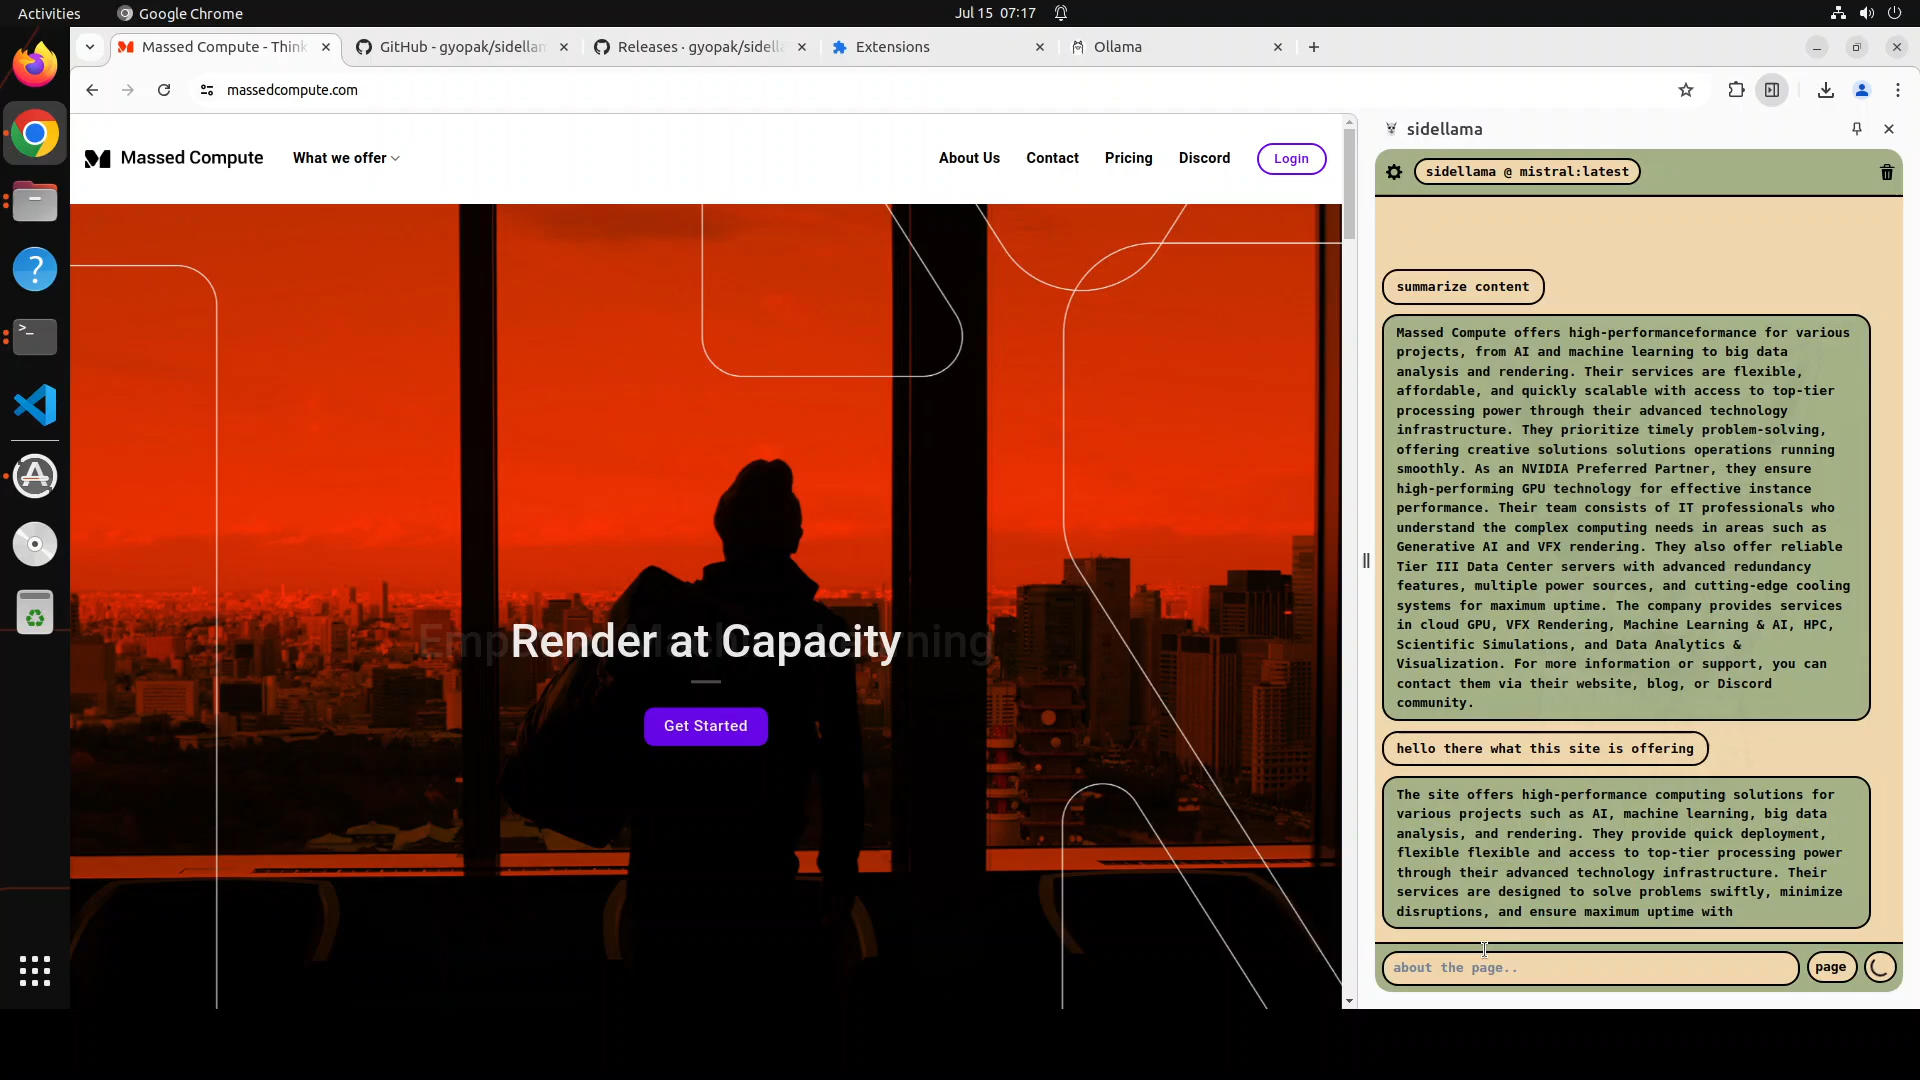 Activities
Google Chrome
Jul 15 07:17
Massed Compute - Think
GitHub - gyopak/sidellam
Releases · gyopak/sidella
Extensions
Ollama
massedcompute.com
Massed Compute
What we offer
About Us
Contact
Pricing
Discord
Login
Render at Capacity
Get Started
sidellama
sidellama @ mistral:latest
summarize content
Massed Compute offers high-performanceformance for various
projects, from AI and machine learning to big data
analysis and rendering. Their services are flexible,
affordable, and quickly scalable with access to top-tier
processing power through their advanced technology
infrastructure. They prioritize timely problem-solving,
offering creative solutions solutions operations running
smoothly. As an NVIDIA Preferred Partner, they ensure
high-performing GPU technology for effective instance
performance. Their team consists of IT professionals who
understand the complex computing needs in areas such as
Generative AI and VFX rendering. They also offer reliable
Tier III Data Center servers with advanced redundancy
features, multiple power sources, and cutting-edge cooling
systems for maximum uptime. The company provides services
in cloud GPU, VFX Rendering, Machine Learning & AI, HPC,
Scientific Simulations, and Data Analytics &
Visualization. For more information or support, you can
contact them via their website, blog, or Discord
community.
hello there what this site is offering
The site offers high-performance computing solutions for
various projects such as AI, machine learning, big data
analysis, and rendering. They provide quick deployment,
flexible flexible and access to top-tier processing power
through their advanced technology infrastructure. Their
services are designed to solve problems swiftly, minimize
disruptions, and ensure maximum uptime with
about the page..
page